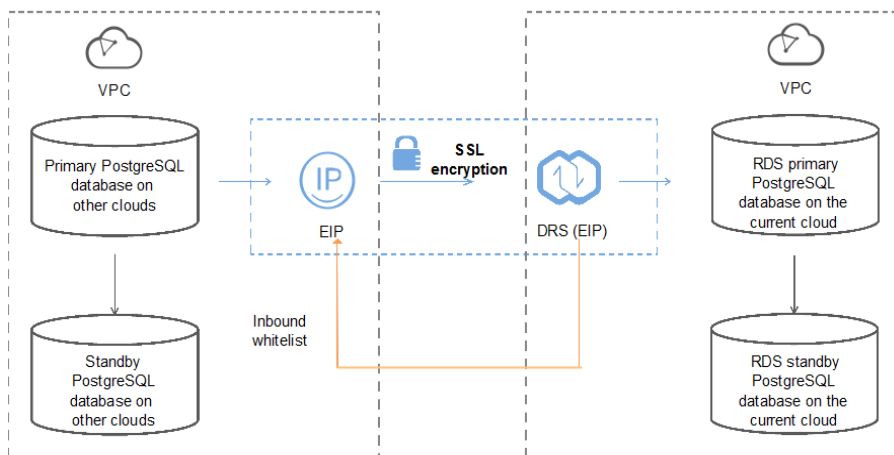 VPC
Primary PostgreSQL
database on
other clouds
Standby
PostgreSQL
database on
other clouds
IP
EIP
SSL
encryption
DRS (EIP)
Inbound
whitelist
VPC
RDS primary
PostgreSQL
database on the
current cloud
RDS standby
PostgreSQL
database on the
current cloud